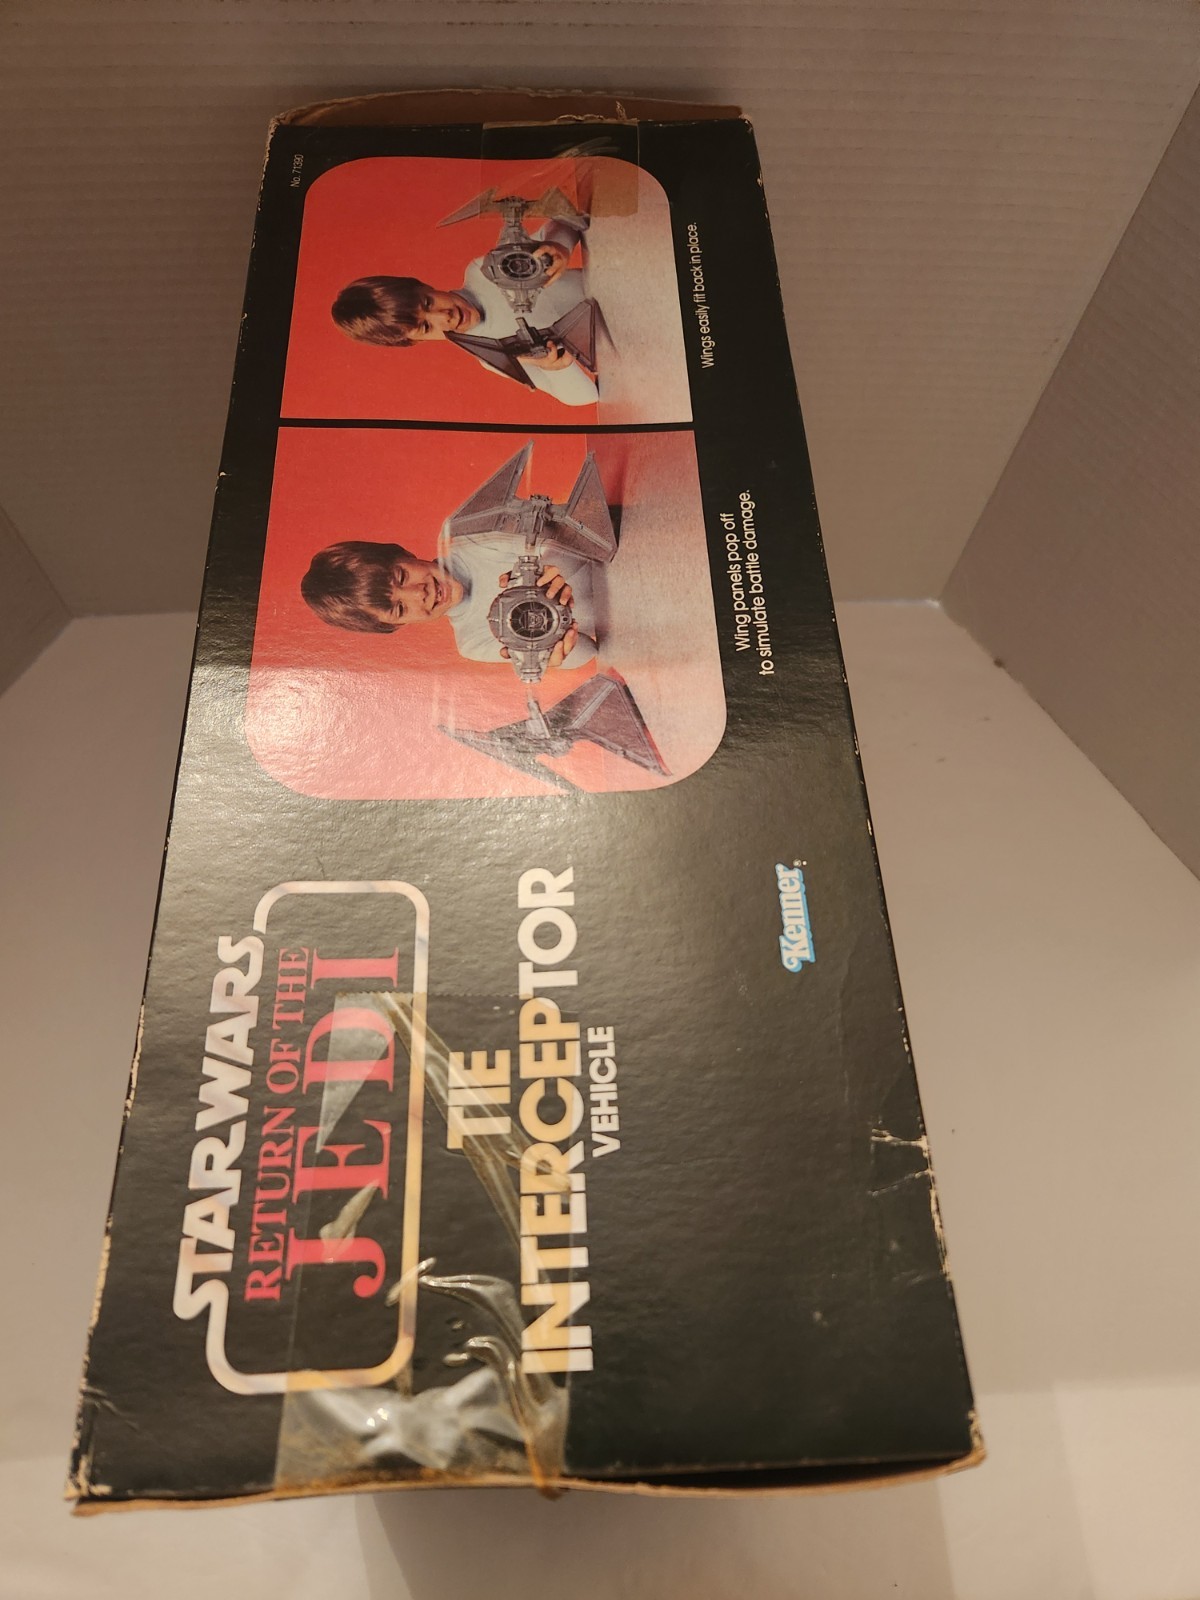 STAR WARS
RETURN OF THE
JEDI
TIE
INTERCEPTOR
VEHICLE
Kenner®
Wing panels pop off
to simulate battle damage.
Wings easily fit back in place.
No. 71390